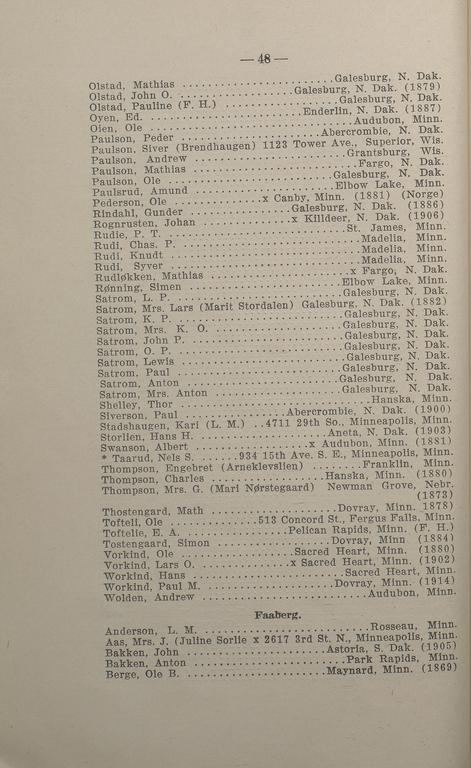 — 48 —
Olstad, Mathias ........................Galesburg, N. Dak.
Olstad, John O. ....................Galesburg, N. Dak. (1879)
Olstad, Pauline (F. H.) ..................Galesburg, N. Dak.
Oyen, Ed. ..........................Enderlin, N. Dak. (1887)
Oien, Ole .................................Audubon, Minn.
Paulson, Peder ........................Abercrombie, N. Dak.
Paulson, Siver (Brendhaugen) 1123 Tower Ave., Superior, Wis.
Paulson, Andrew ........................Grantsburg, Wis.
Paulson, Mathias ..........................Fargo, N. Dak.
Paulson, Ole ............................Galesburg, N. Dak.
Paulsrud, Amund ........................Elbow Lake, Minn.
Pederson, Ole ................x Canby, Minn. (1881) (Norge)
Rindahl, Gunder ..................Galesburg, N. Dak. (1886)
Rognrusten, Johan ................x Killdeer, N. Dak. (1906)
Rudie, P. T. ..............................St. James, Minn.
Rudi, Chas. P. ..............................Madelia, Minn.
Rudi, Knudt ................................Madelia, Minn.
Rudi, Syver ................................Madelia, Minn.
Rudløkken, Mathias ........................x Fargo, N. Dak.
Rønning, Simen ..........................Elbow Lake, Minn.
Satrom, L. P. ............................Galesburg, N. Dak.
Satrom, Mrs. Lars (Marit Stordalen) Galesburg, N. Dak. (1882)
Satrom, K. P. ............................Galesburg, N. Dak.
Satrom, Mrs. K. O. ......................Galesburg, N. Dak.
Satrom, John P. ..........................Galesburg, N. Dak.
Satrom, O. P. ............................Galesburg, N. Dak.
Satrom, Lewis ............................Galesburg, N. Dak.
Satrom, Paul ............................Galesburg, N. Dak.
Satrom, Anton ..........................Galesburg, N. Dak.
Satrom, Mrs. Anton ......................Galesburg, N. Dak.
Shelley, Thor ..............................Hanska, Minn.
Siverson, Paul ..................Abercrombie, N. Dak. (1900)
Stadshaugen, Karl (L. M.) ..4711 29th So., Minneapolis, Minn.
Storlien, Hans H. ......................Aneta, N. Dak. (1903)
Swanson, Albert ....................x Audubon, Minn. (1881)
* Taarud, Nels S. ........934 15th Ave. S. E., Minneapolis, Minn.
Thompson, Engebret (Arneklevslien) ........Franklin, Minn.
Thompson, Charles ....................Hanska, Minn. (1880)
Thompson, Mrs. G. (Mari Nørstegaard) Newman Grove, Nebr.
(1873)
Thostengard, Math ......................Dovray, Minn. 1878)
Tofteli, Ole ..............513 Concord St., Fergus Falls, Minn.
Toftelie, E. A. ....................Pelican Rapids, Minn. (F. H.)
Tostengaard, Simon ....................Dovray, Minn. (1884)
Vorkind, Ole ....................Sacred Heart, Minn. (1880)
Vorkind, Lars O. ................x Sacred Heart, Minn. (1902)
Workind, Hans ..........................Sacred Heart, Minn.
Workind, Paul M. ......................Dovray, Minn. (1914)
Wolden, Andrew ..........................Audubon, Minn.
Faaberg.
Anderson, L. M. ............................Rosseau, Minn.
Aas, Mrs. J. (Juline Sorlie x 2617 3rd St. N., Minneapolis, Minn.
Bakken, John ......................Astoria, S. Dak. (1905)
Bakken, Anton ..........................Park Rapids, Minn.
Berge, Ole B. ......................Maynard, Minn. (1869)